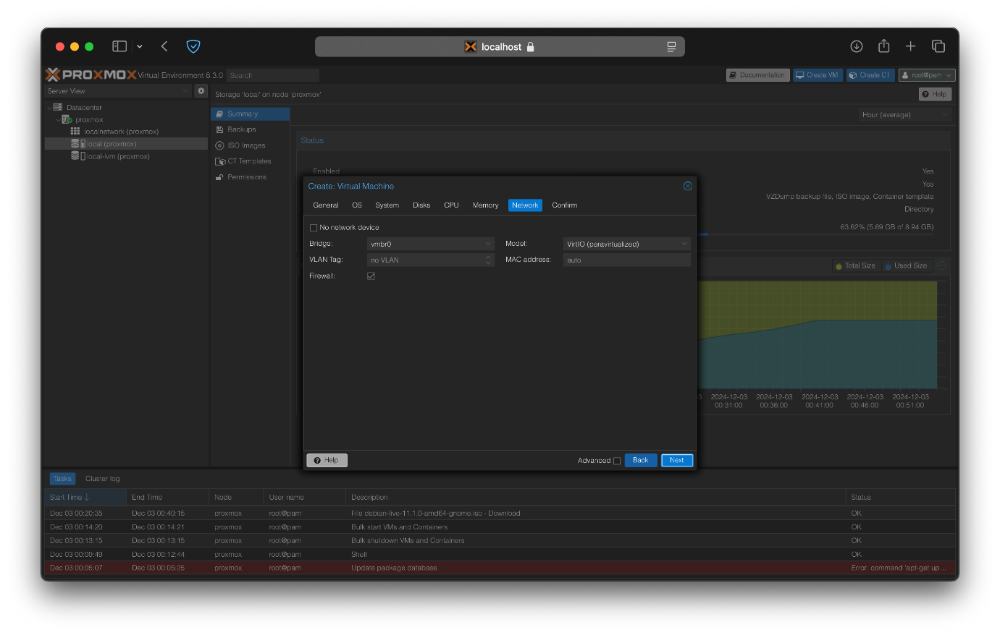 localhost
PROXMOX Virtual Environment 8.3.0 Search Documentation Create VM Create CT root@pam
Server View
Storage 'local' on node 'proxmox' Help
Datacenter
proxmox
localnetwork (proxmox)
local (proxmox)
local-lvm (proxmox)
Summary
Backups
ISO Images
CT Templates
Permissions
Hour (average)
Status
Enabled Yes
Yes
VZDump backup file, ISO image, Container template
Directory
63.62% (5.69 GB of 8.94 GB)
Total Size Used Size
3 2024-12-03 2024-12-03 2024-12-03 2024-12-03 2024-12-03
00:31:00 00:36:00 00:41:00 00:46:00 00:51:00
Create: Virtual Machine
General OS System Disks CPU Memory Network Confirm
No network device
Bridge: vmbr0 Model: VirtIO (paravirtualized)
VLAN Tag: no VLAN MAC address: auto
Firewall:
Help Advanced Back Next
Tasks Cluster log
Start Time End Time Node User name Description Status
Dec 03 00:20:35 Dec 03 00:40:15 proxmox root@pam File debian-live-11.1.0-amd64-gnome.iso - Download OK
Dec 03 00:14:20 Dec 03 00:14:21 proxmox root@pam Bulk start VMs and Containers OK
Dec 03 00:13:15 Dec 03 00:13:15 proxmox root@pam Bulk shutdown VMs and Containers OK
Dec 03 00:09:49 Dec 03 00:12:44 proxmox root@pam Shell OK
Dec 03 00:05:07 Dec 03 00:05:25 proxmox root@pam Update package database Error: command 'apt-get up...